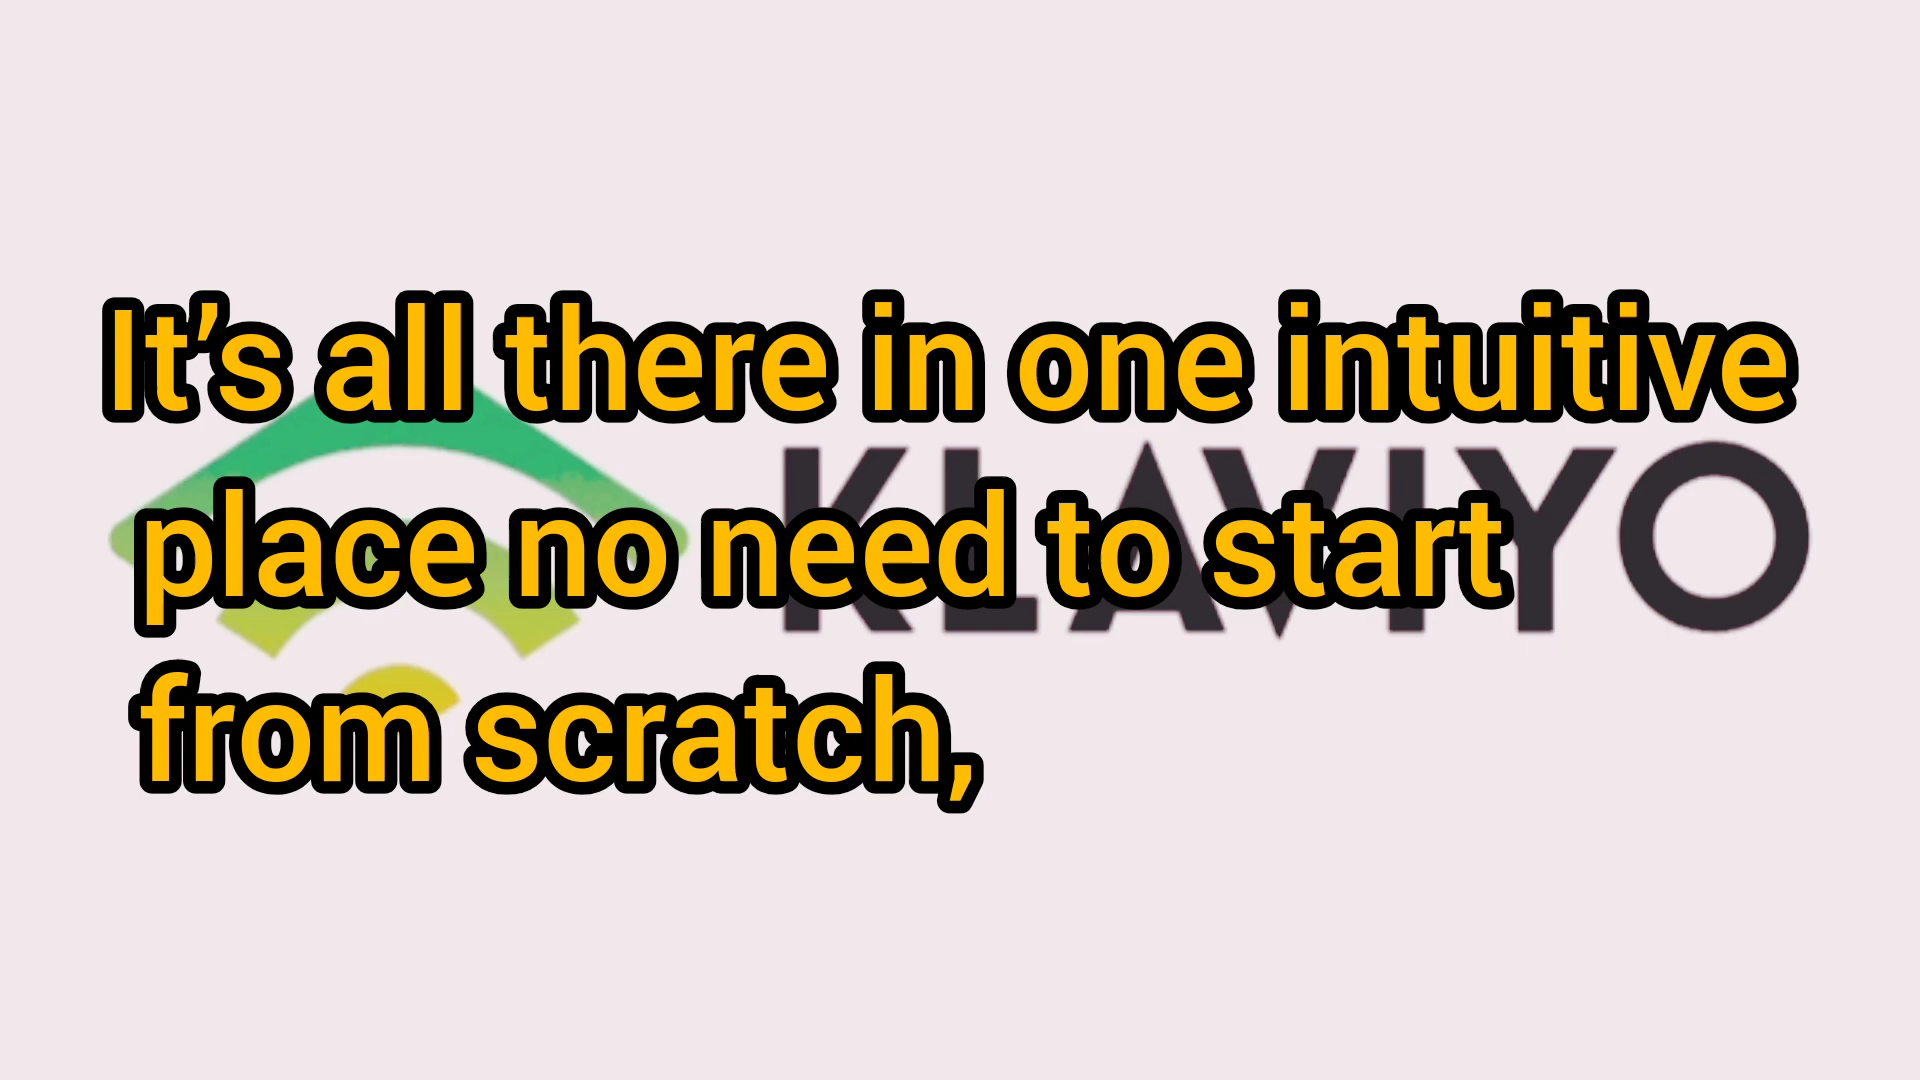 It’s all there in one intuitive
KLAVIYO
place no need to start
from scratch,